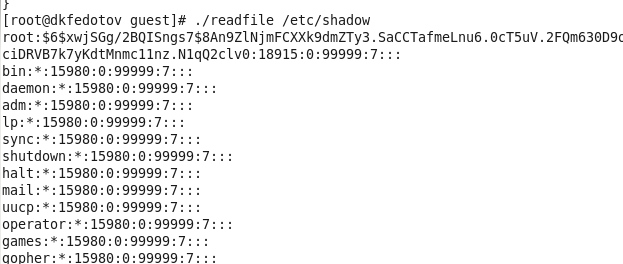 }
[root@dkfedotov guest]# ./readfile /etc/shadow
root:$6$xwjSGg/2BQISngs7$8An9ZlNjmFCXXk9dmZTy3.SaCCTafmeLnu6.0cT5uV.2FQm630D9
ciDRVB7k7yKdtMnmc11nz.N1qQ2clv0:18915:0:99999:7:::
bin:*:15980:0:99999:7:::
daemon:*:15980:0:99999:7:::
adm:*:15980:0:99999:7:::
lp:*:15980:0:99999:7:::
sync:*:15980:0:99999:7:::
shutdown:*:15980:0:99999:7:::
halt:*:15980:0:99999:7:::
mail:*:15980:0:99999:7:::
uucp:*:15980:0:99999:7:::
operator:*:15980:0:99999:7:::
games:*:15980:0:99999:7:::
gopher:*:15980:0:99999:7:::